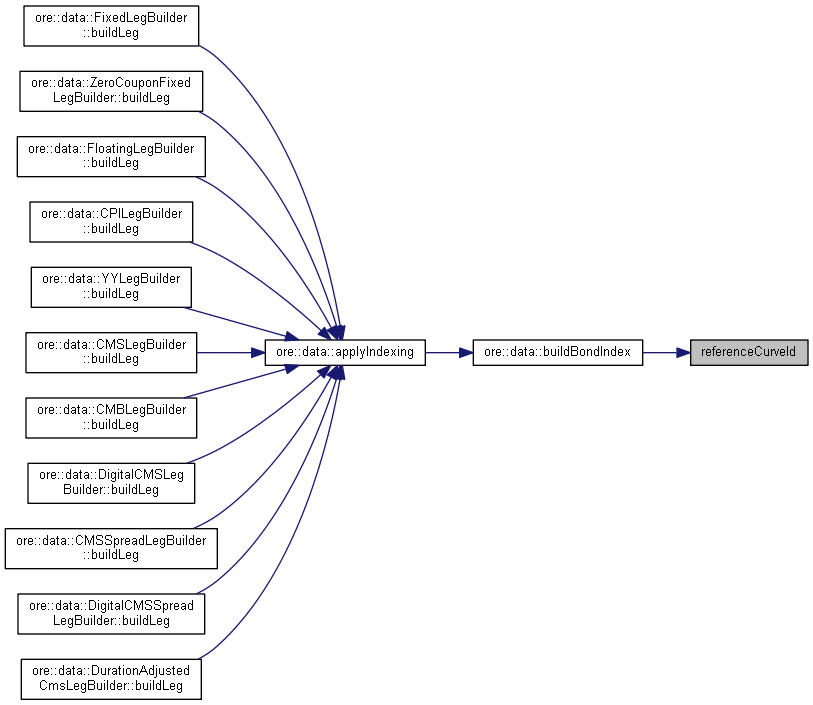 ore::data::FixedLegBuilder
::buildLeg
ore::data::ZeroCouponFixed
LegBuilder::buildLeg
ore::data::FloatingLegBuilder
::buildLeg
ore::data::CPILegBuilder
::buildLeg
ore::data::YYLegBuilder
::buildLeg
ore::data::CMSLegBuilder
::buildLeg
ore::data::CMBLegBuilder
::buildLeg
ore::data::DigitalCMSLeg
Builder::buildLeg
ore::data::CMSSpreadLegBuilder
::buildLeg
ore::data::DigitalCMSSpread
LegBuilder::buildLeg
ore::data::DurationAdjusted
CmsLegBuilder::buildLeg
ore::data::applyIndexing
ore::data::buildBondIndex
referenceCurveId